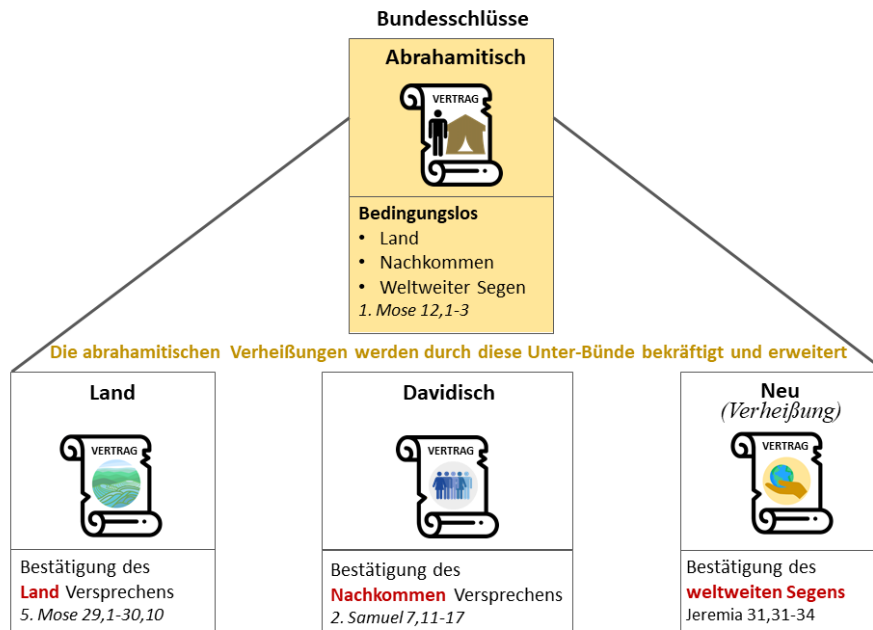 Bundesschlüsse
Abrahamitisch
VERTRAG
Bedingungslos
• Land
• Nachkommen
• Weltweiter Segen
1. Mose 12,1-3
Die abrahamitischen Verheißungen werden durch diese Unter-Bünde bekräftigt und erweitert
Land
VERTRAG
Bestätigung des
Land Versprechens
5. Mose 29,1-30,10
Davidisch
VERTRAG
Bestätigung des
Nachkommen Versprechens
2. Samuel 7,11-17
Neu
(Verheißung)
VERTRAG
Bestätigung des
weltweiten Segens
Jeremia 31,31-34